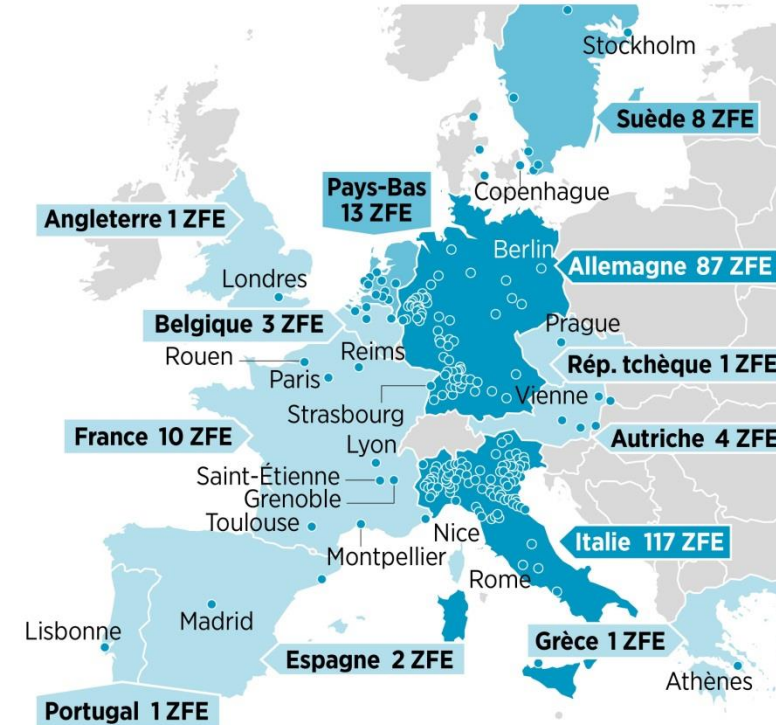 Stockholm
Suède 8 ZFE
Copenhague
Pays-Bas
13 ZFE
Angleterre 1 ZFE
Berlin
Allemagne 87 ZFE
Londres
Belgique 3 ZFE
Prague
Rouen
Reims
Rép. tchèque 1 ZFE
Paris
Vienne
Strasbourg
France 10 ZFE
Autriche 4 ZFE
Lyon
Saint-Étienne
Grenoble
Toulouse
Nice
Montpellier
Italie 117 ZFE
Rome
Madrid
Lisbonne
Grèce 1 ZFE
Espagne 2 ZFE
Athènes
Portugal 1 ZFE